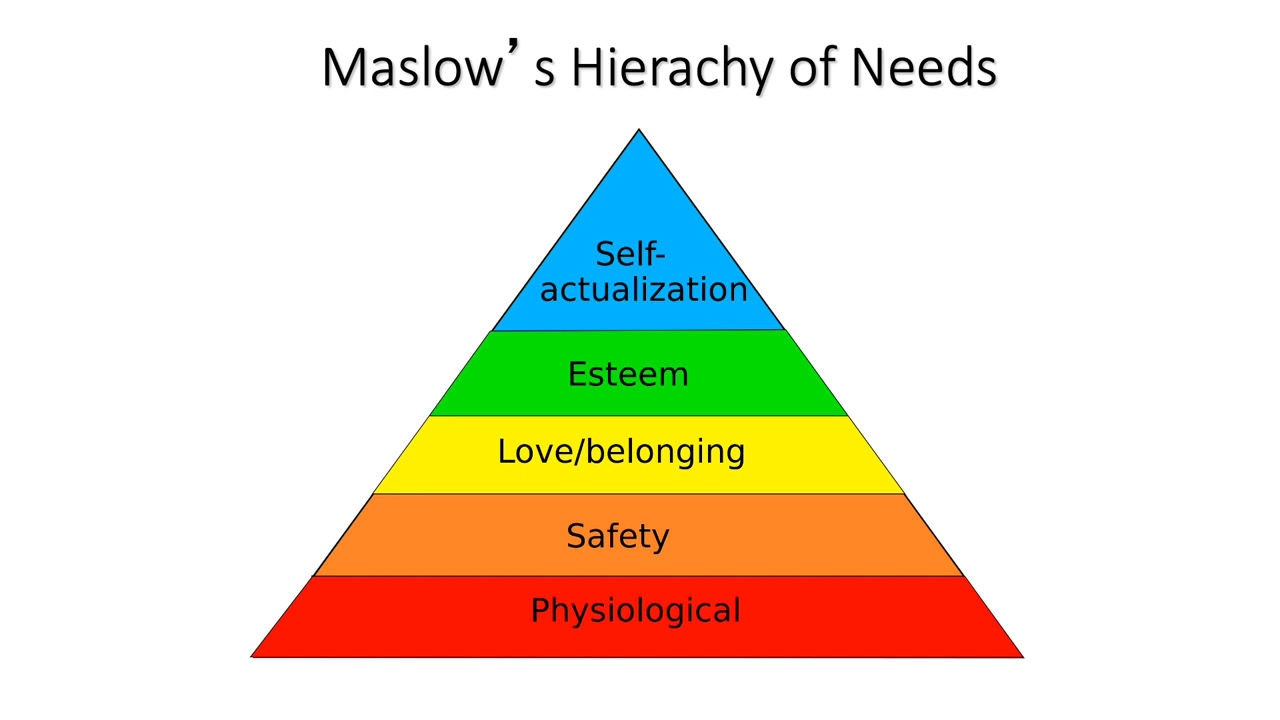 Maslow’s Hierachy of Needs
Self-
actualization
Esteem
Love/belonging
Safety
Physiological